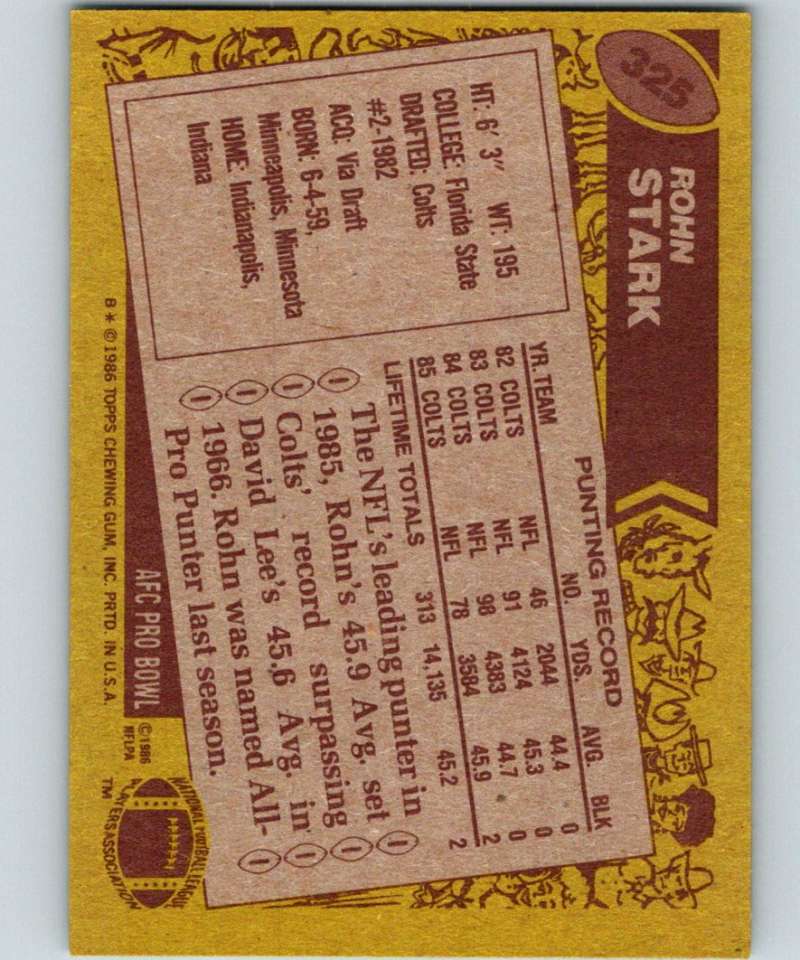 325
ROHN
STARK
HT: 6' 3" WT: 195
COLLEGE: Florida State
DRAFTED: Colts
#2-1982
ACQ: Via Draft
BORN: 6-4-59,
Minneapolis, Minnesota
HOME: Indianapolis,
Indiana
PUNTING RECORD
YR. TEAM NO. YDS. AVG. BLK
82 COLTS NFL 46 2044 44.4 0
83 COLTS NFL 91 4124 45.3 0
84 COLTS NFL 98 4383 44.7 0
85 COLTS NFL 78 3584 45.9 2
LIFETIME TOTALS 313 14,135 45.2 2
The NFL's leading punter in
1985, Rohn's 45.9 Avg. set
Colts' record surpassing
David Lee's 45.6 Avg. in
1966. Rohn was named All-
Pro Punter last season.
AFC PRO BOWL
B * © 1986 TOPPS CHEWING GUM, INC. PRTD. IN U.S.A.
© 1986
NFLPA
NATIONAL FOOTBALL LEAGUE
PLAYERS ASSOCIATION
TM